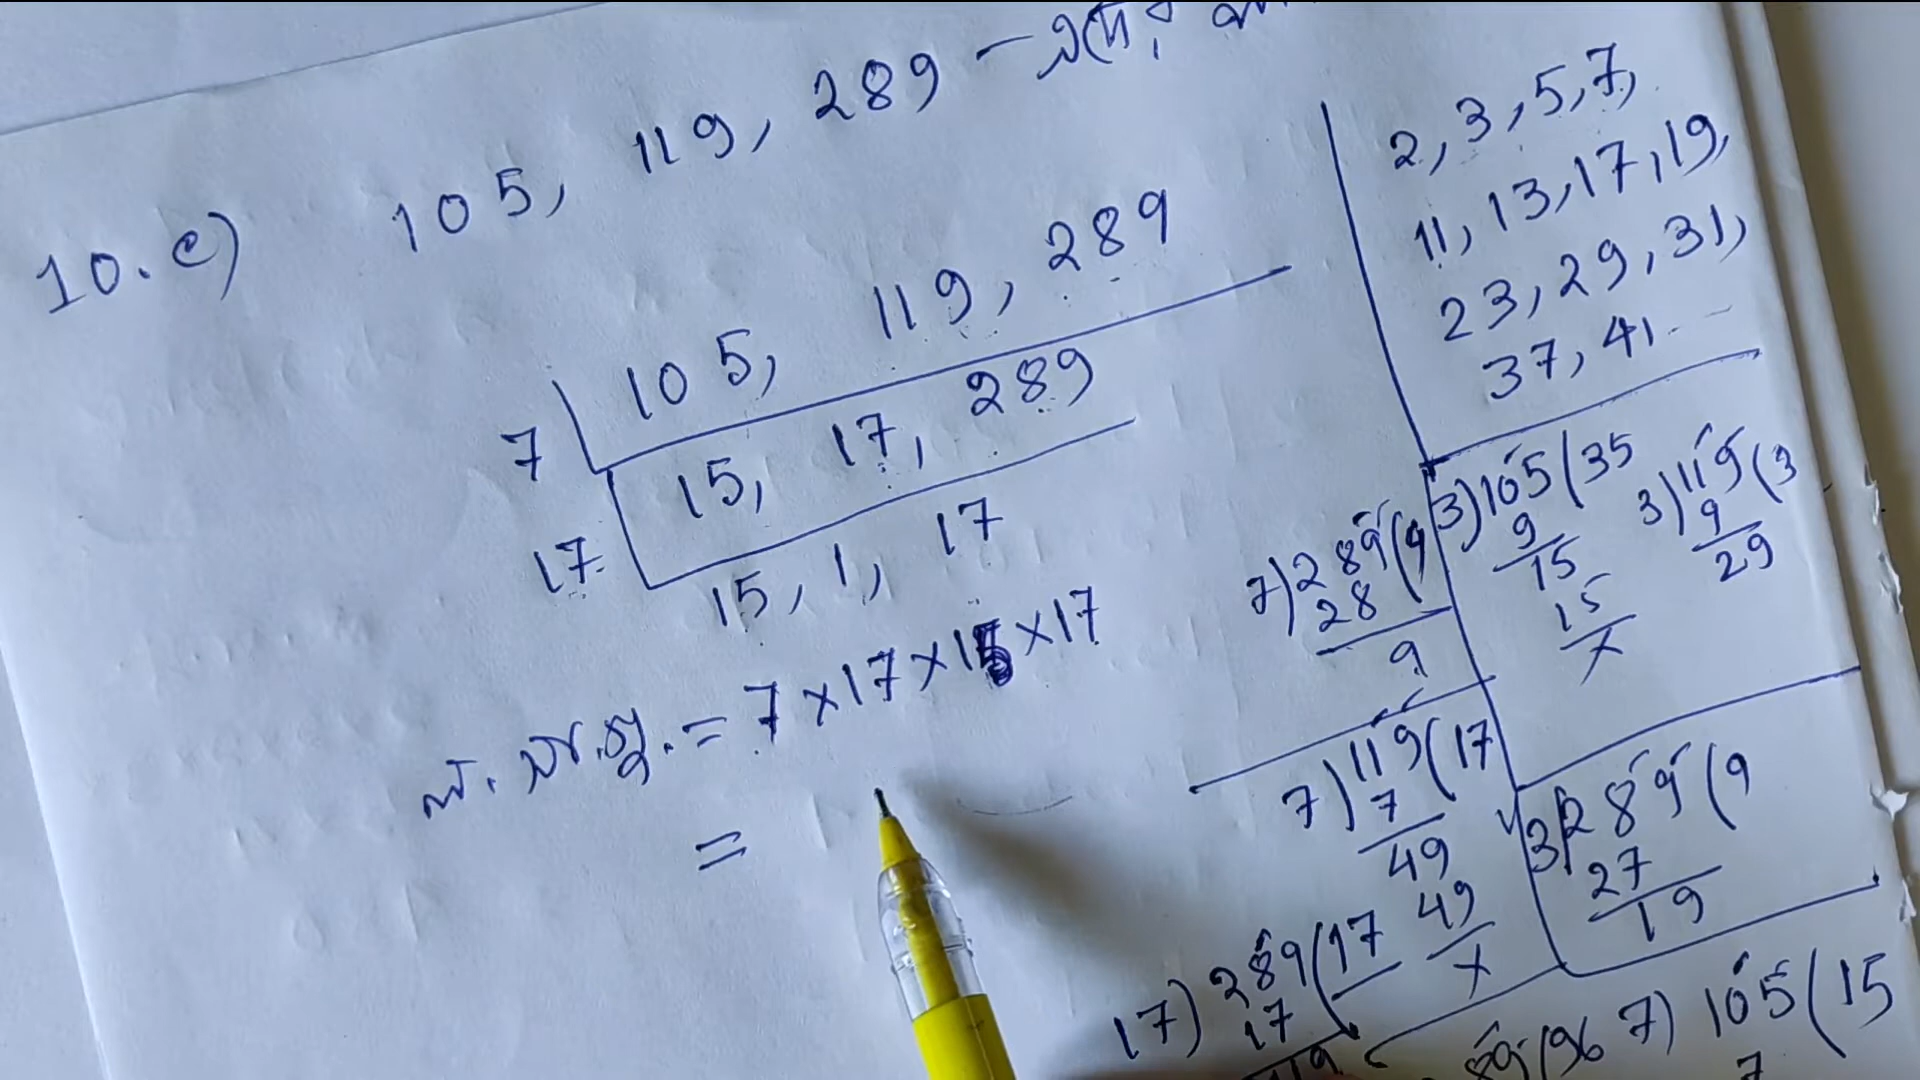 10. c) 105, 119, 289 –
7 | 105, 119, 289
17 | 15, 17, 289
15, 1, 17
ল. সা. গু. = 7 × 17 × 15 × 17
=
2, 3, 5, 7,
11, 13, 17, 19,
23, 29, 31,
37, 41 ...
3) 105 (35
9
15
15
×
3) 119 (3
9
29
7) 289 (4
28
9
7) 119 (17
7
49
49
×
3) 289 (9
27
19
17) 289 (17
17
119
89 (96
7) 105 (15
7